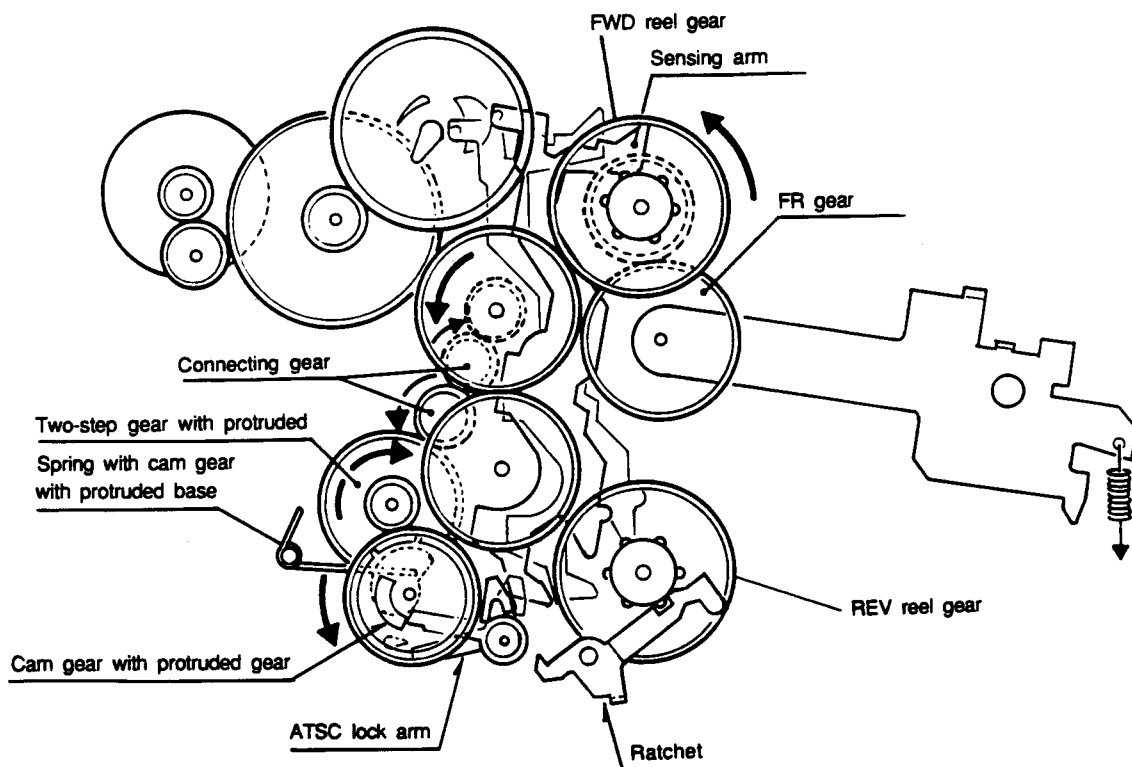 FWD reel gear
Sensing arm
FR gear
Connecting gear
Two-step gear with protruded
Spring with cam gear
with protruded base
REV reel gear
Cam gear with protruded gear
ATSC lock arm
Ratchet